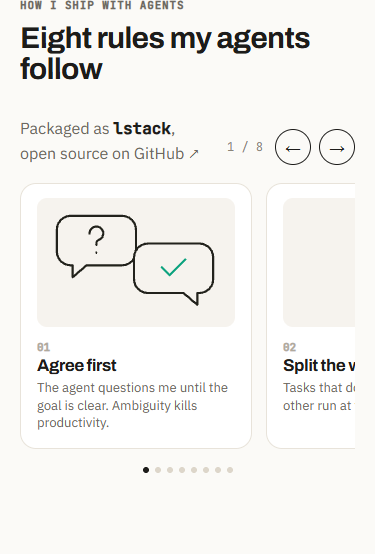 HOW I SHIP WITH AGENTS
Eight rules my agents
follow
Packaged as lstack,
open source on GitHub ↗
1 / 8
← →
?
01
Agree first
The agent questions me until the
goal is clear. Ambiguity kills
productivity.
02
Split the
Tasks that
other run at